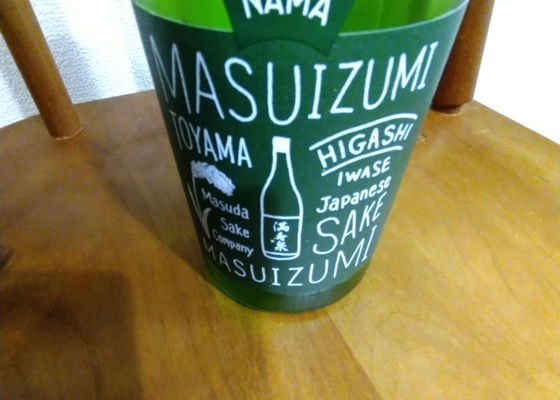 NAMA
MASUIZUMI
TOYAMA
HIGASHI
IWASE
Japanese
SAKE
Masuda
Sake
Company
満寿泉
MASUIZUMI